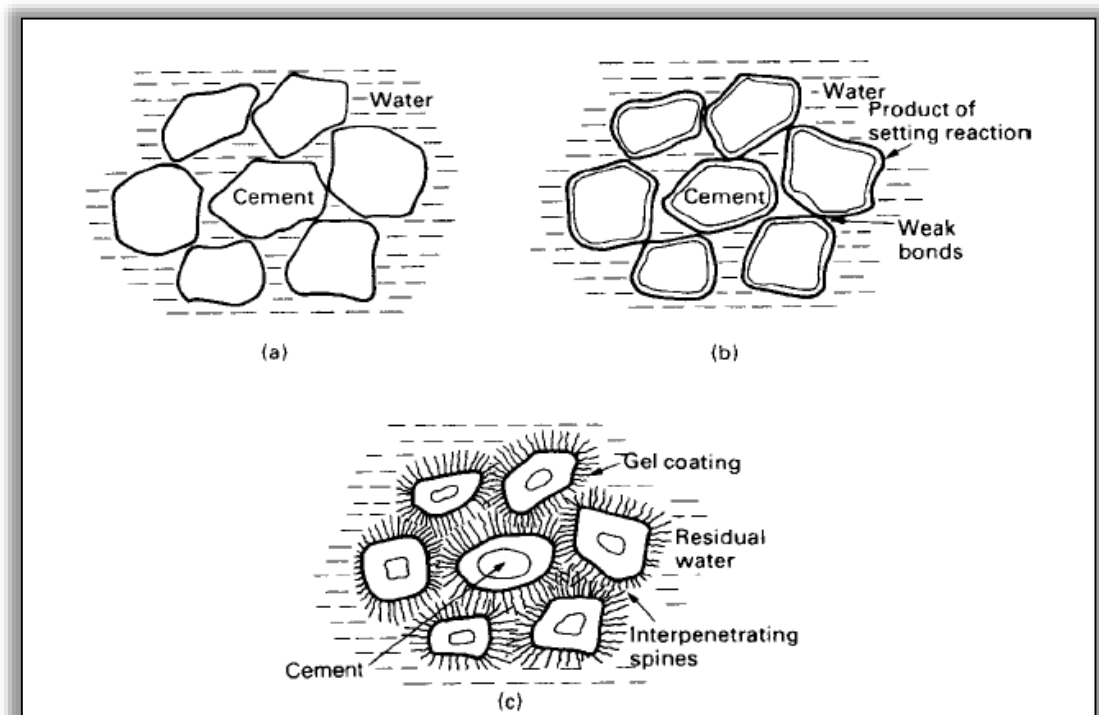 Water
Cement
(a)
Water
Product of
setting reaction
Cement
Weak
bonds
(b)
Gel coating
Residual
water
Interpenetrating
spines
Cement
(c)